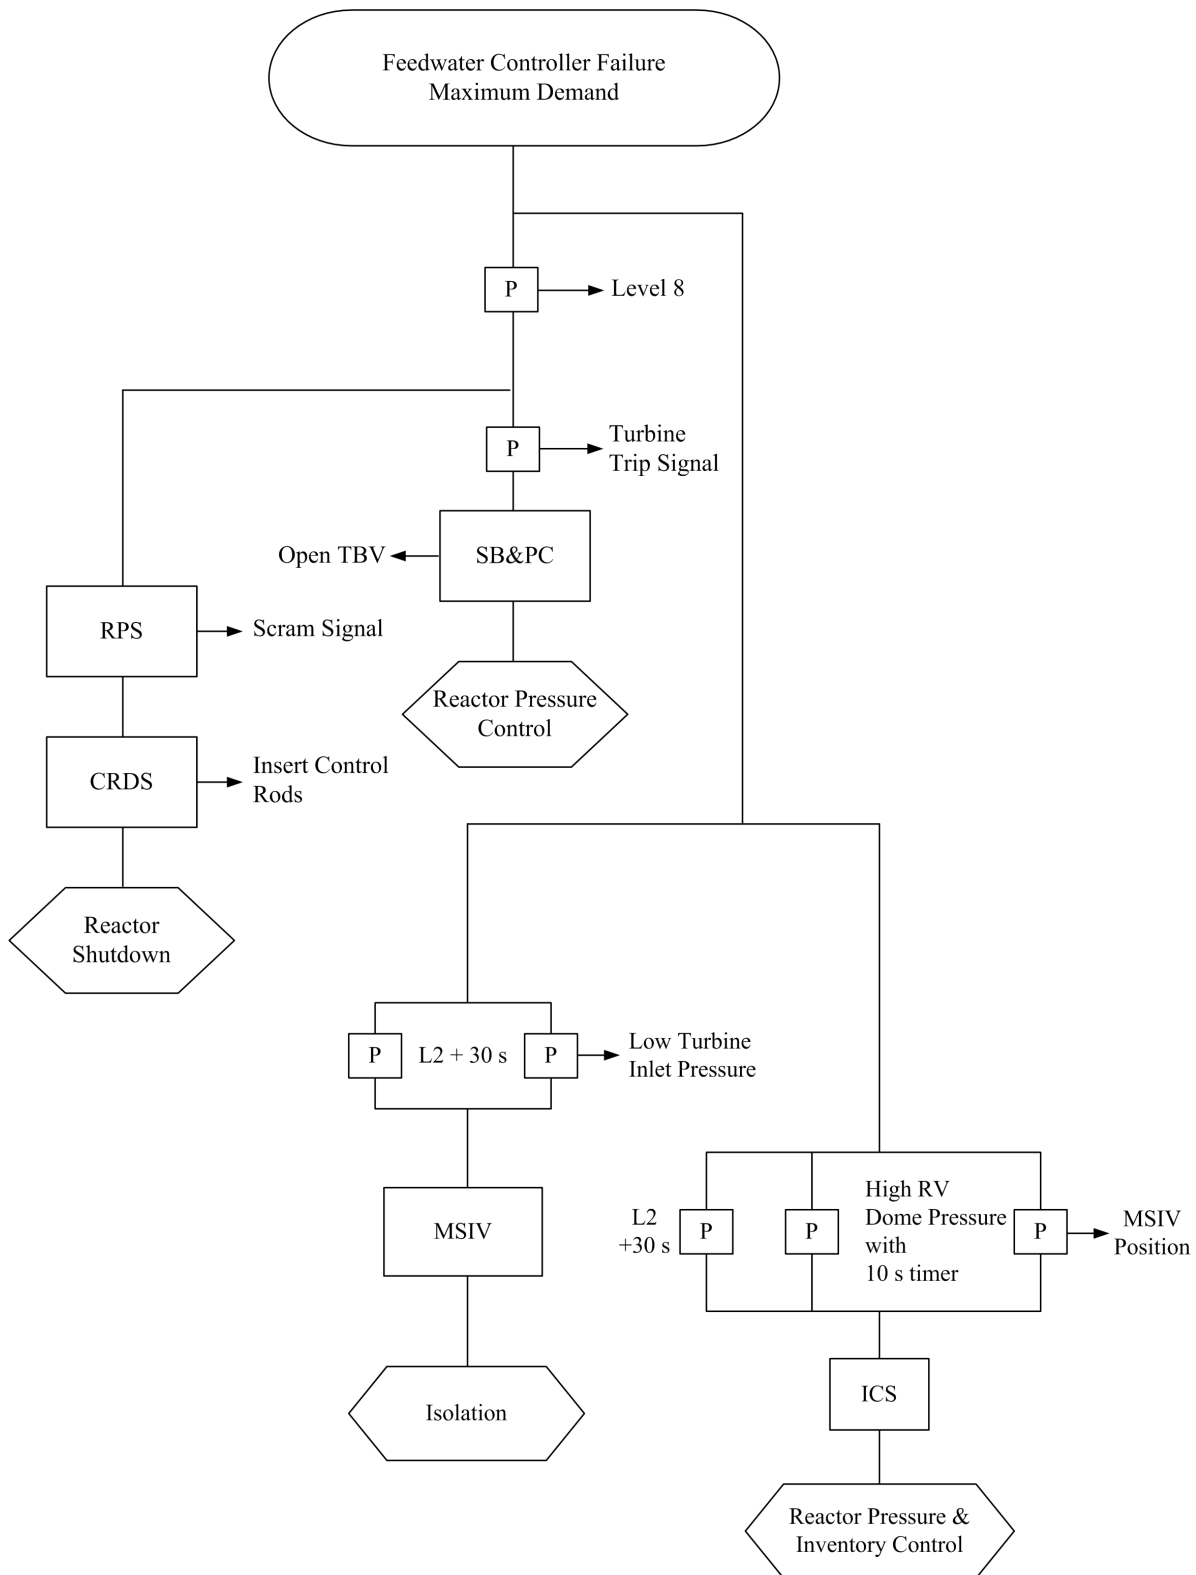 Feedwater Controller Failure
Maximum Demand
P
Level 8
P
Turbine
Trip Signal
Open TBV
SB&PC
RPS
Scram Signal
Reactor Pressure
Control
CRDS
Insert Control
Rods
Reactor
Shutdown
P
L2 + 30 s
P
Low Turbine
Inlet Pressure
MSIV
Isolation
L2
+30 s
P
P
High RV
Dome Pressure
with
10 s timer
P
MSIV
Position
ICS
Reactor Pressure &
Inventory Control